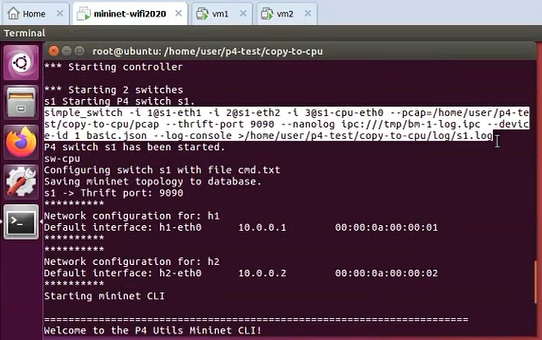 Home mininet-wifi2020 vm1 vm2
Terminal
root@ubuntu: /home/user/p4-test/copy-to-cpu
*** Starting controller
*** Starting 2 switches
s1 Starting P4 switch s1.
simple_switch -i 1@s1-eth1 -i 2@s1-eth2 -i 3@s1-cpu-eth0 --pcap=/home/user/p4-te
st/copy-to-cpu/pcap --thrift-port 9090 --nanolog ipc:///tmp/bm-1-log.ipc --devic
e-id 1 basic.json --log-console >/home/user/p4-test/copy-to-cpu/log/s1.log
P4 switch s1 has been started.
sw-cpu
Configuring switch s1 with file cmd.txt
Saving mininet topology to database.
s1 -> Thrift port: 9090
**********
Network configuration for: h1
Default interface: h1-eth0 10.0.0.1 00:00:0a:00:00:01
**********
**********
Network configuration for: h2
Default interface: h2-eth0 10.0.0.2 00:00:0a:00:00:02
**********
Starting mininet CLI
======================================================================
Welcome to the P4 Utils Mininet CLI!